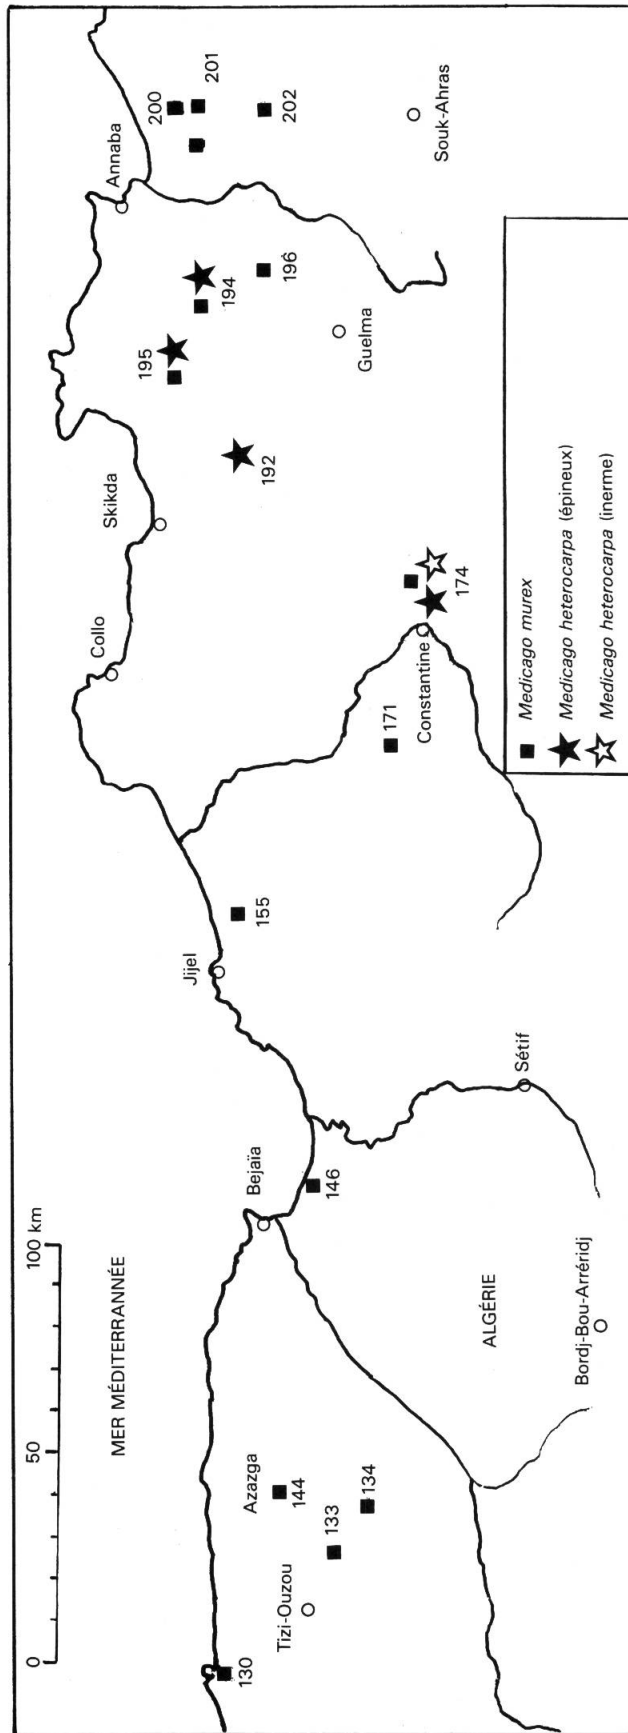 0
50
100 km
MER MÉDITERRANNÉE
130
Tizi-Ouzou
Azazga
144
133
134
Bejaïa
146
ALGÉRIE
Bordj-Bou-Arréridj
Sétif
Jijel
155
Collo
171
Constantine
174
Skikda
192
195
194
196
Guelma
Annaba
200
201
202
Souk-Ahras
Medicago murex
Medicago heterocarpa (épineux)
Medicago heterocarpa (inerme)